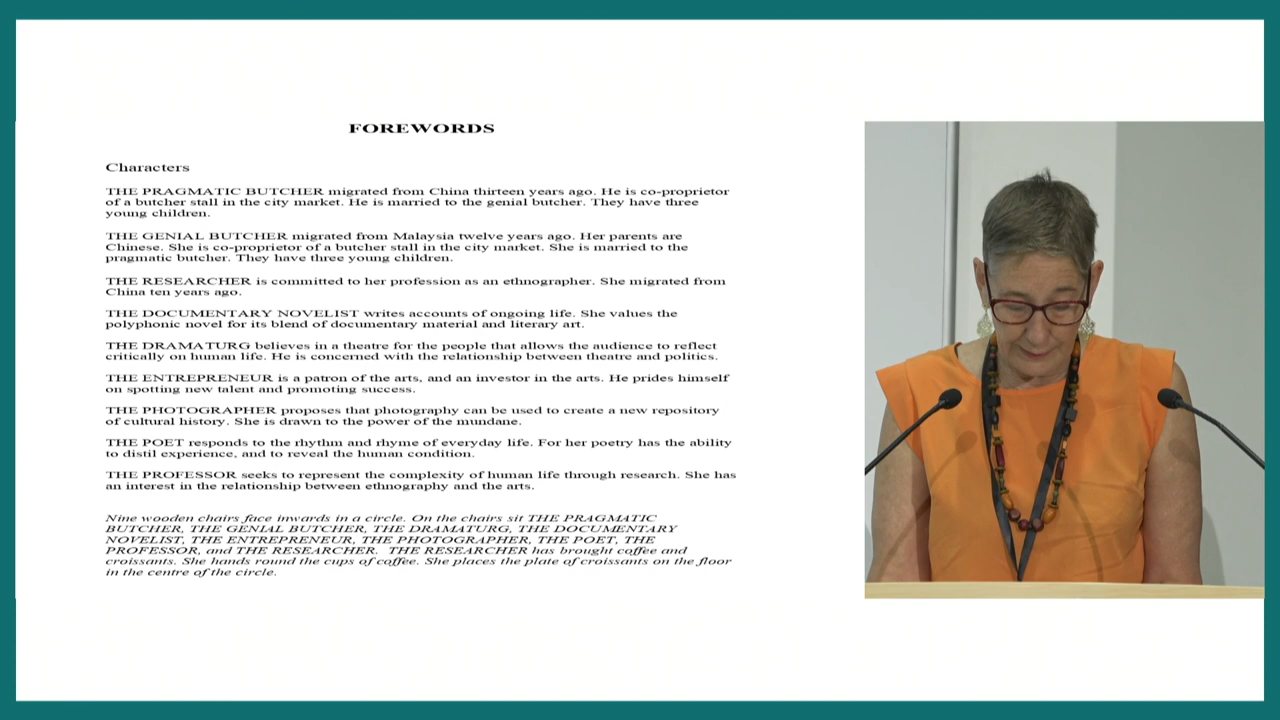 FOREWORDS
Characters
THE PRAGMATIC BUTCHER migrated from China thirteen years ago. He is co-proprietor
of a butcher stall in the city market. He is married to the genial butcher. They have three
young children.
THE GENIAL BUTCHER migrated from Malaysia twelve years ago. Her parents are
Chinese. She is co-proprietor of a butcher stall in the city market. She is married to the
pragmatic butcher. They have three young children.
THE RESEARCHER is committed to her profession as an ethnographer. She migrated from
China ten years ago.
THE DOCUMENTARY NOVELIST writes accounts of ongoing life. She values the
polyphonic novel for its blend of documentary material and literary art.
THE DRAMATURG believes in a theatre for the people that allows the audience to reflect
critically on human life. He is concerned with the relationship between theatre and politics.
THE ENTREPRENEUR is a patron of the arts, and an investor in the arts. He prides himself
on spotting new talent and promoting success.
THE PHOTOGRAPHER proposes that photography can be used to create a new repository
of cultural history. She is drawn to the power of the mundane.
THE POET responds to the rhythm and rhyme of everyday life. For her poetry has the ability
to distil experience, and to reveal the human condition.
THE PROFESSOR seeks to represent the complexity of human life through research. She has
an interest in the relationship between ethnography and the arts.
Nine wooden chairs face inwards in a circle. On the chairs sit THE PRAGMATIC
BUTCHER, THE GENIAL BUTCHER, THE DRAMATURG, THE DOCUMENTARY
NOVELIST, THE ENTREPRENEUR, THE PHOTOGRAPHER, THE POET, THE
PROFESSOR, and THE RESEARCHER. THE RESEARCHER has brought coffee and
croissants. She hands round the cups of coffee. She places the plate of croissants on the floor
in the centre of the circle.